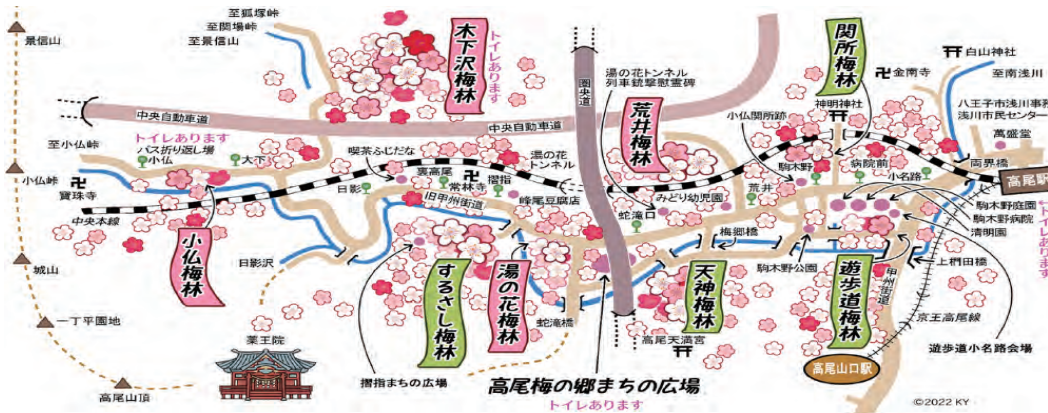 至狐塚峠
至関場峠
至景信山
景信山
木下沢梅林
トイレあります
圏央道
湯の花トンネル
列車銃撃慰霊碑
荒井梅林
関所梅林
白山神社
金南寺
至南浅川
神明神社
小仏関所跡
八王子市浅川事務
浅川市民センター
萬盛堂
中央自動車道
中央自動車道
トイレあります
バス折り返し場
小仏
大下
至小仏峠
小仏峠
寶珠寺
中央本線
喫茶ふじだな
湯の花
トンネル
裏高尾
常林寺
摺指
峰尾豆腐店
日影
旧甲州街道
蛇滝口
みどり幼児園
荒井
駒木野
病院前
小名路
両界橋
高尾駅
トイレあります
駒木野庭園
駒木野病院
清明園
上椚田橋
梅郷橋
駒木野公園
甲州街道
京王高尾線
小仏梅林
日影沢
城山
一丁平園地
高尾山頂
薬王院
するさし梅林
湯の花梅林
天神梅林
遊歩道梅林
蛇滝橋
高尾天満宮
摺指まちの広場
高尾梅の郷まちの広場
トイレあります
高尾山口駅
遊歩道小名路会場
©2022 KY